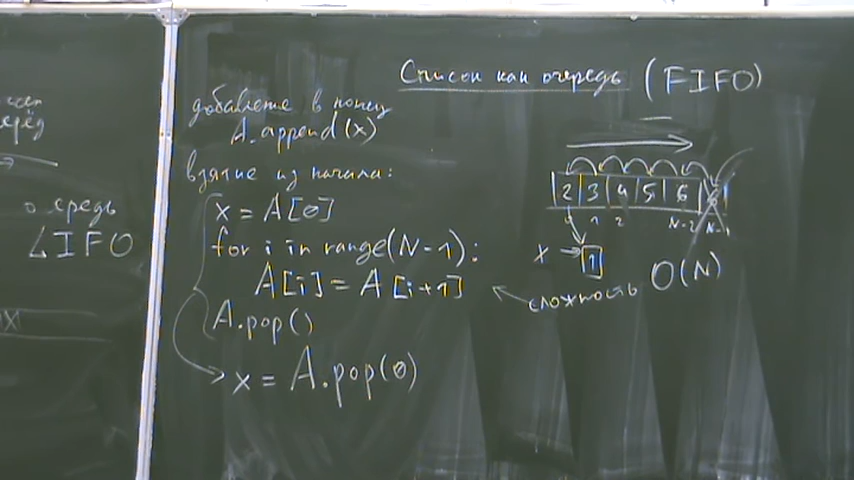 очередь
LIFO
Список как очередь (FIFO)
добавление в конец
A.append(x)
взятие из начала:
x = A[0]
for i in range(N-1):
A[i] = A[i+1]
A.pop()
x = A.pop(0)
2 3 4 5 6
0 1 2 N-2 N-1
x → 1
сложность O(N)